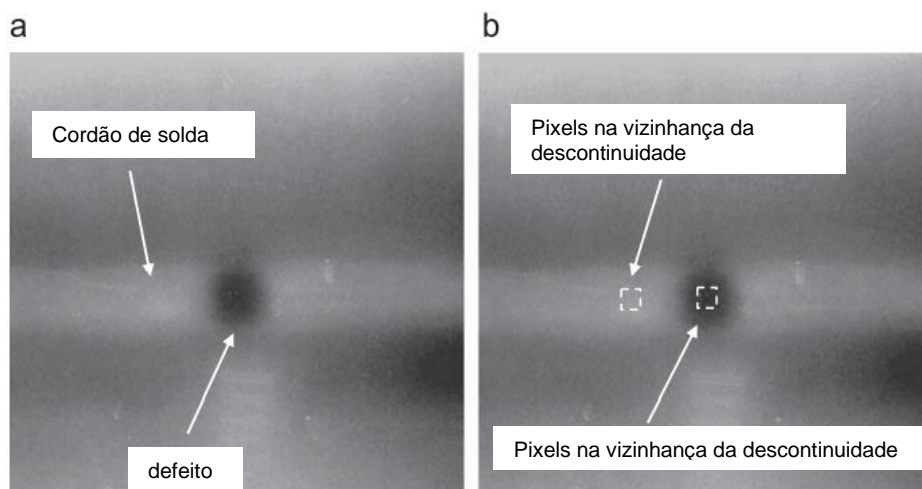 a
b
Cordão de solda
Pixels na vizinhança da
descontinuidade
defeito
Pixels na vizinhança da descontinuidade